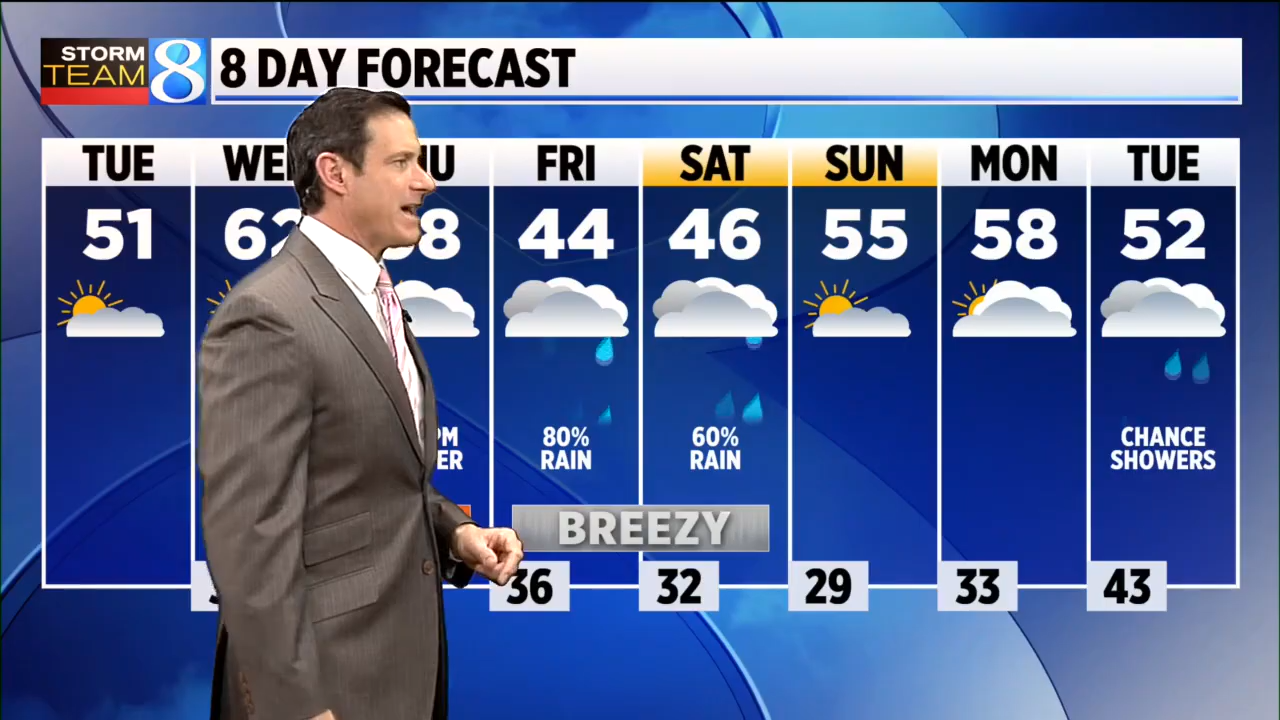 STORM
TEAM 8
8 DAY FORECAST
TUE FRI SAT SUN MON TUE
51 44 46 55 58 52
80% RAIN
60% RAIN
CHANCE SHOWERS
BREEZY
36 32 29 33 43